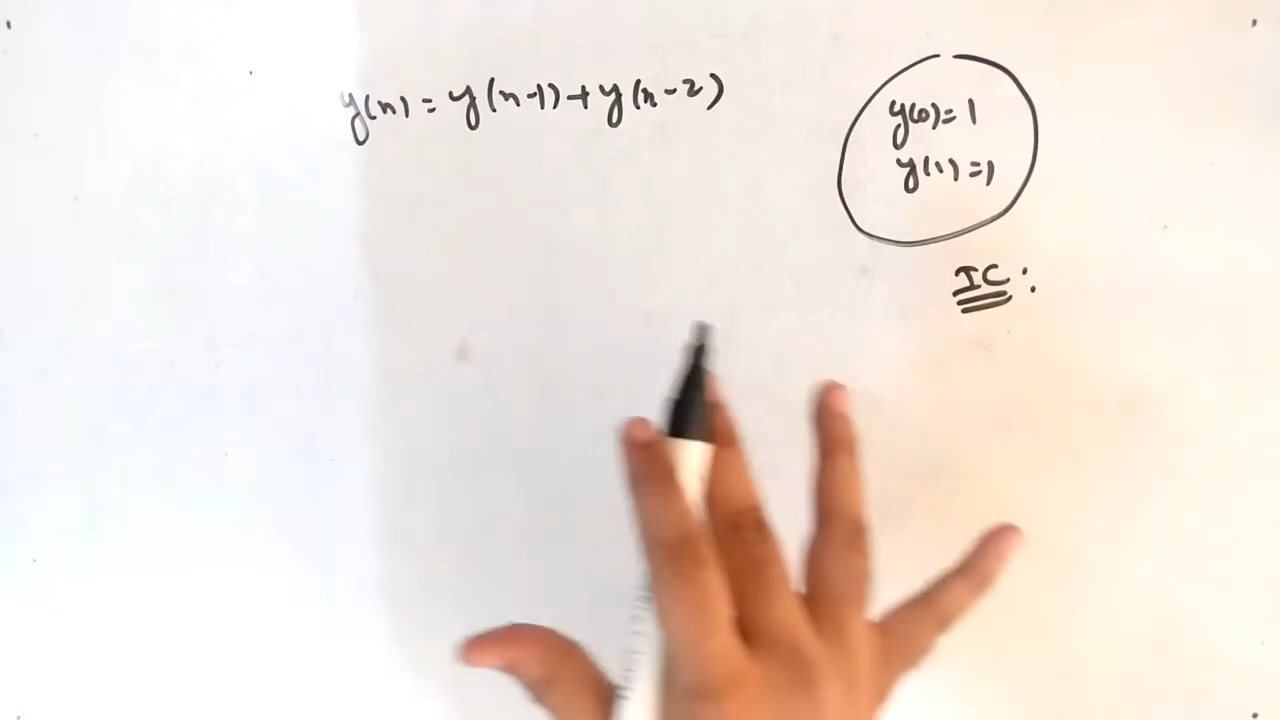 y(n) = y(n-1) + y(n-2)
y(0) = 1
y(1) = 1
IC: